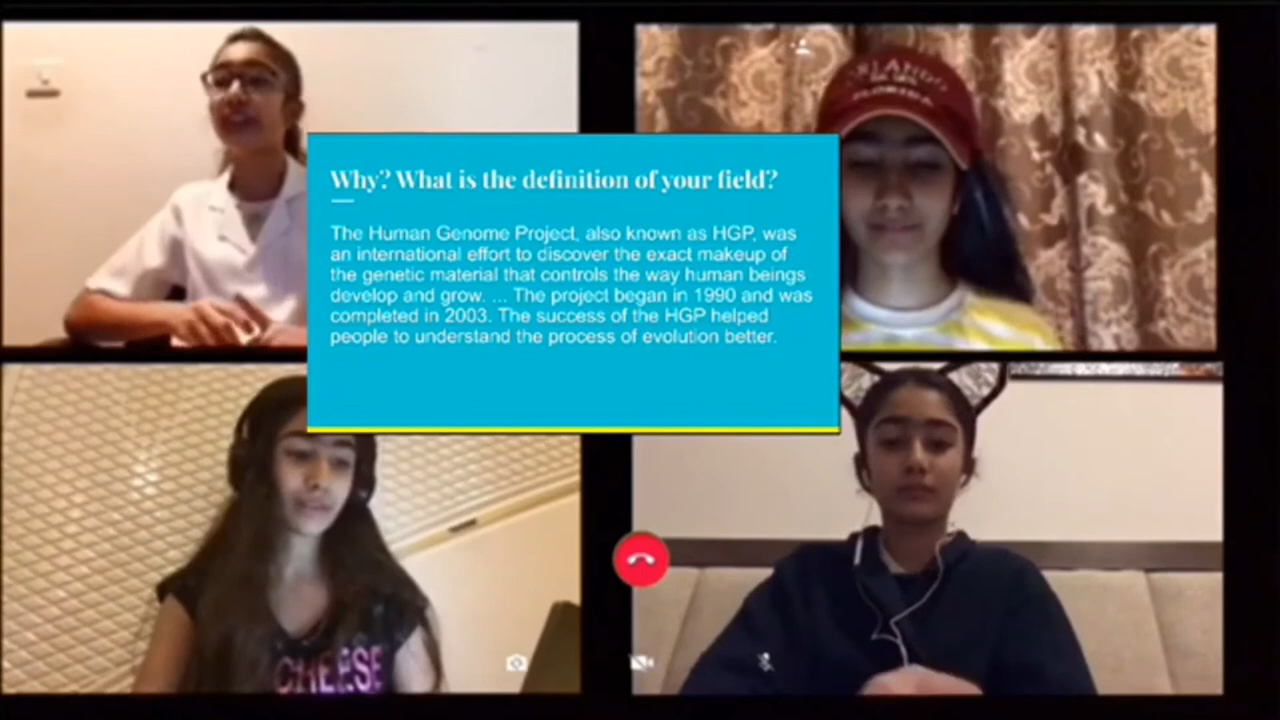 ORLANDO
FLORIDA
Why? What is the definition of your field?
The Human Genome Project, also known as HGP, was
an international effort to discover the exact makeup of
the genetic material that controls the way human beings
develop and grow. ... The project began in 1990 and was
completed in 2003. The success of the HGP helped
people to understand the process of evolution better.
CHEESE